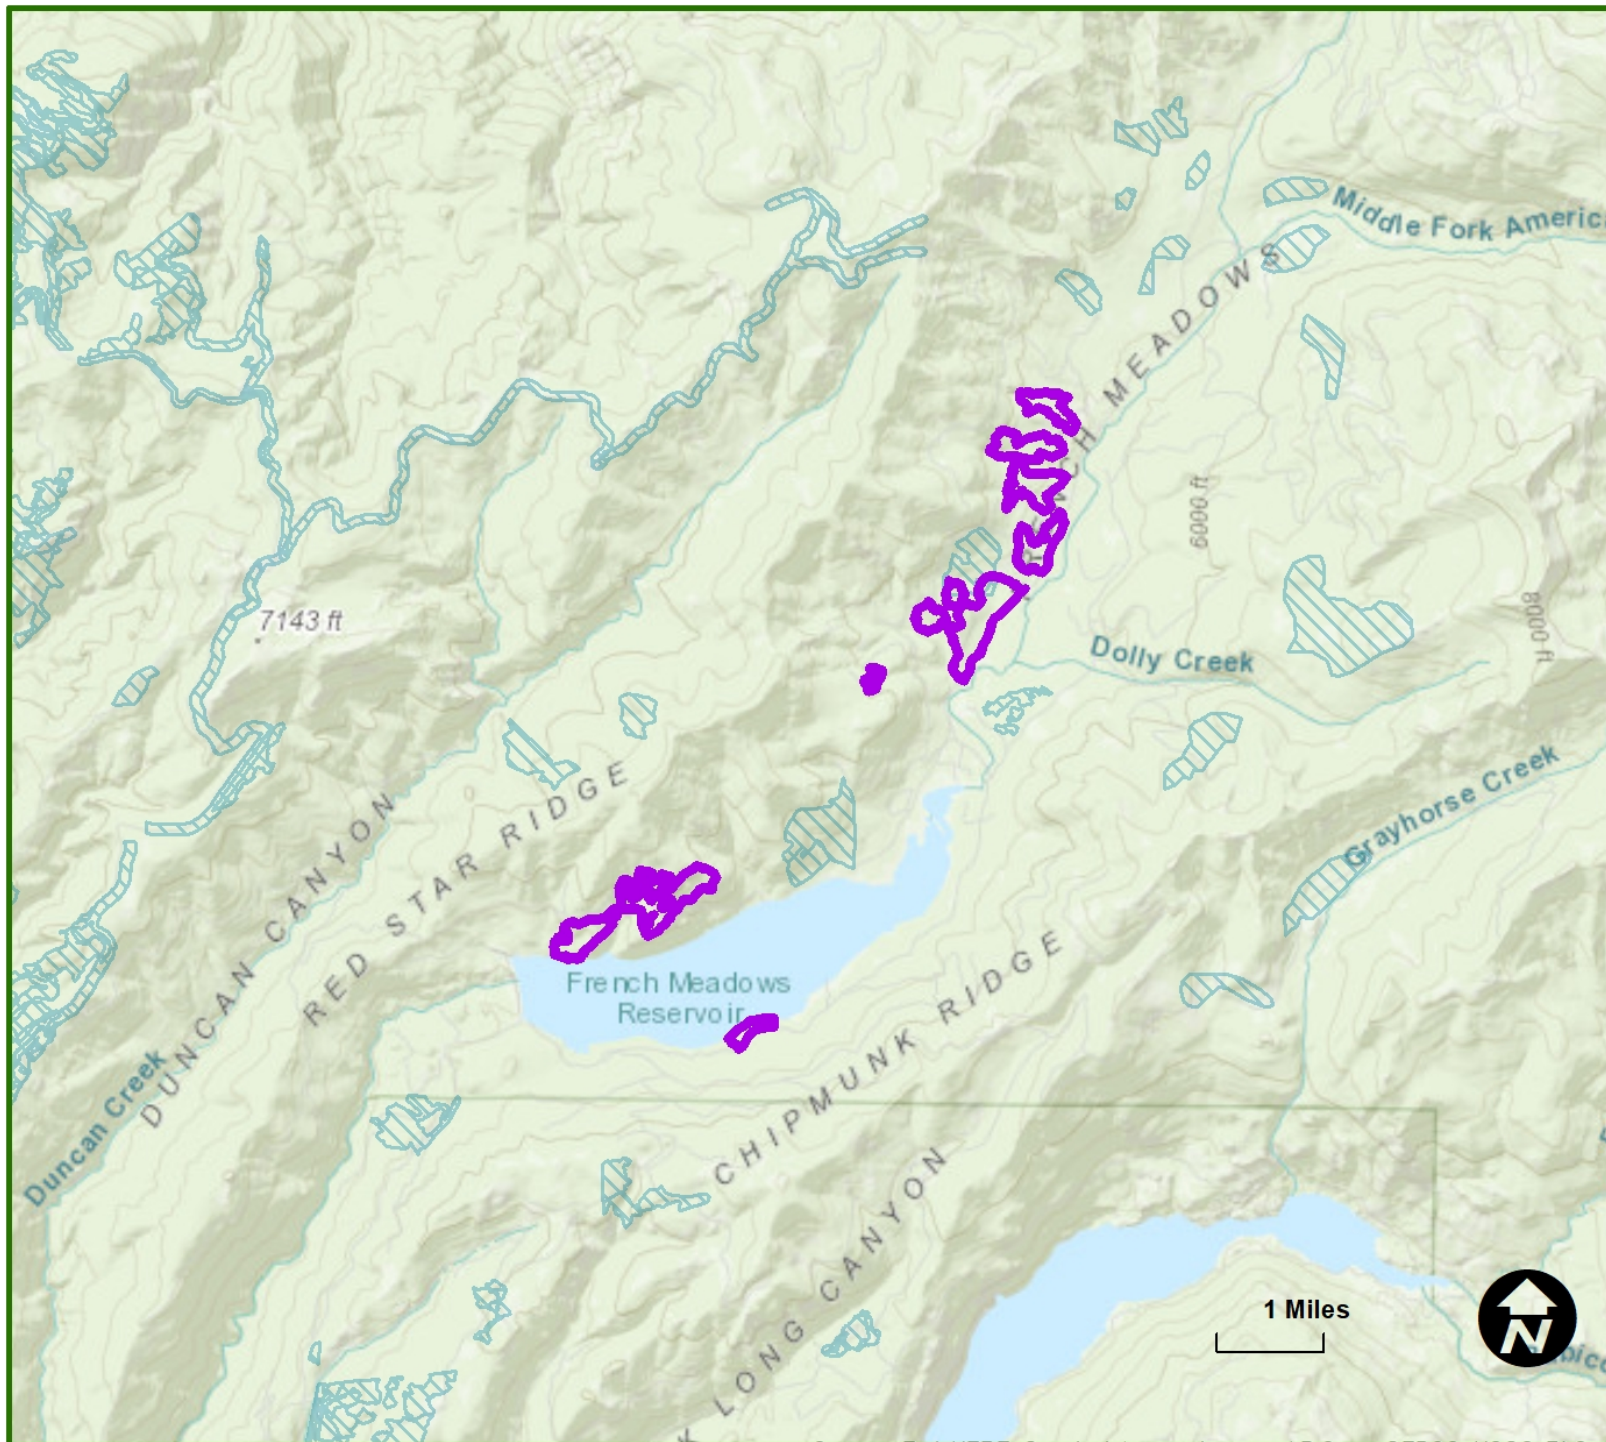 Middle Fork Americ
MEADOWS
6000 ft
8000 ft
7143 ft
Dolly Creek
Grayhorse Creek
DUNCAN CANYON
RED STAR RIDGE
French Meadows
Reservoir
CHIPMUNK RIDGE
Duncan Creek
LONG CANYON
1 Miles
N